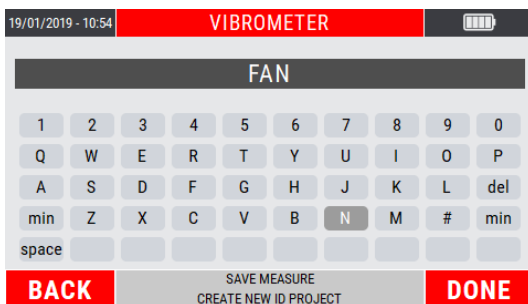 19/01/2019 - 10:54 VIBROMETER
FAN
1 2 3 4 5 6 7 8 9 0
Q W E R T Y U I O P
A S D F G H J K L del
min Z X C V B N M # min
space
BACK SAVE MEASURE DONE
CREATE NEW ID PROJECT